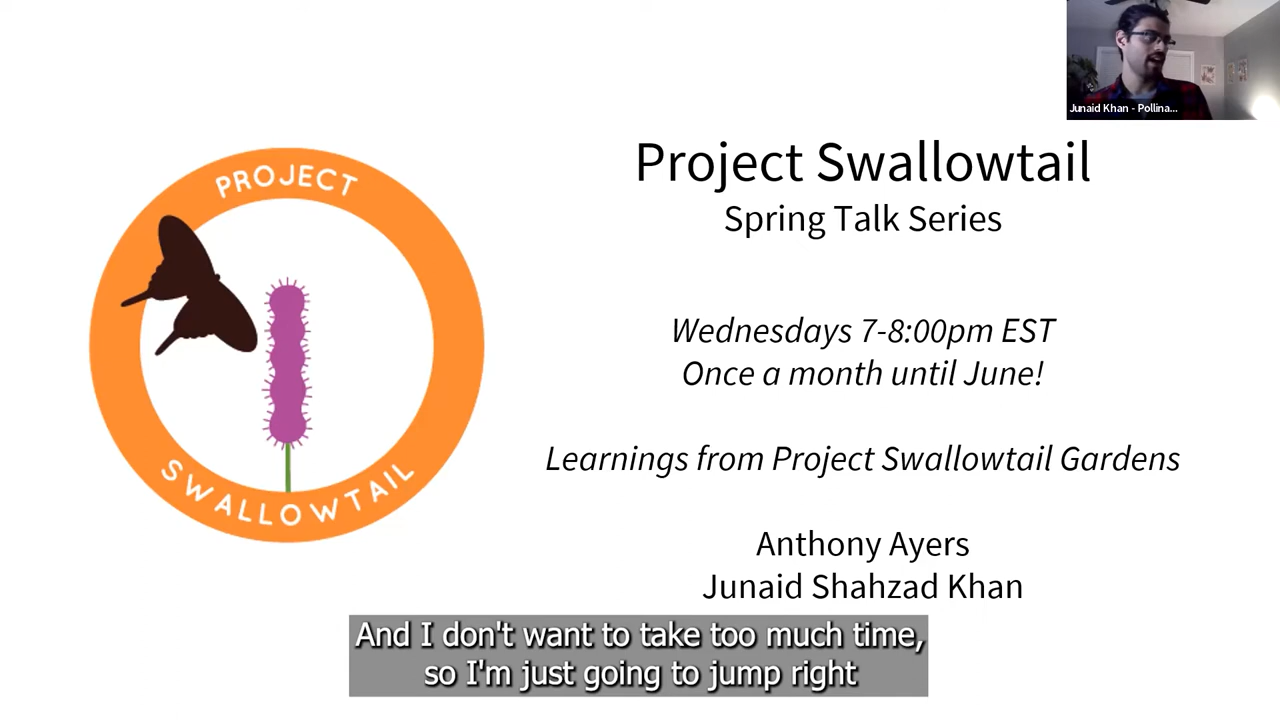 Junaid Khan - Pollina...
PROJECT
SWALLOWTAIL
Project Swallowtail
Spring Talk Series
Wednesdays 7-8:00pm EST
Once a month until June!
Learnings from Project Swallowtail Gardens
Anthony Ayers
Junaid Shahzad Khan
And I don't want to take too much time,
so I'm just going to jump right